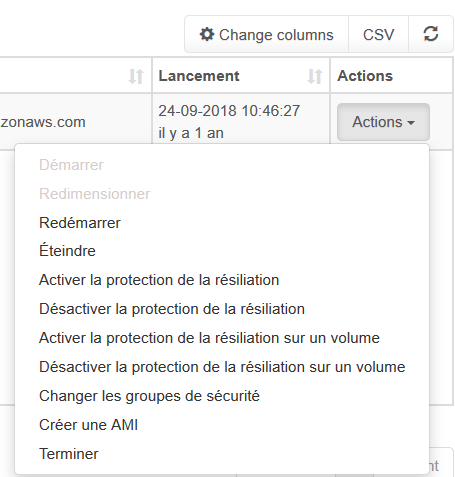 Change columns CSV
Lancement Actions
zonaws.com 24-09-2018 10:46:27 Actions
il y a 1 an
Démarrer
Redimensionner
Redémarrer
Éteindre
Activer la protection de la résiliation
Désactiver la protection de la résiliation
Activer la protection de la résiliation sur un volume
Désactiver la protection de la résiliation sur un volume
Changer les groupes de sécurité
Créer une AMI
Terminer